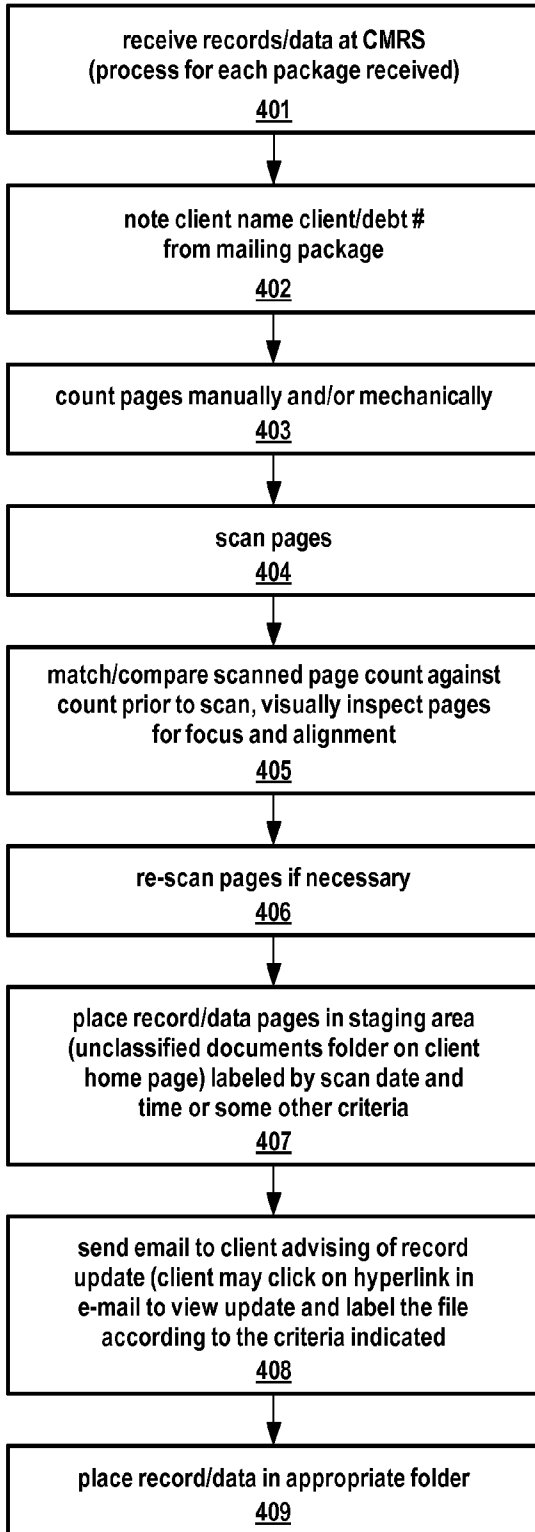 receive records/data at CMRS
(process for each package received)
401
note client name client/debt #
from mailing package
402
count pages manually and/or mechanically
403
scan pages
404
match/compare scanned page count against
count prior to scan, visually inspect pages
for focus and alignment
405
re-scan pages if necessary
406
place record/data pages in staging area
(unclassified documents folder on client
home page) labeled by scan date and
time or some other criteria
407
send email to client advising of record
update (client may click on hyperlink in
e-mail to view update and label the file
according to the criteria indicated
408
place record/data in appropriate folder
409